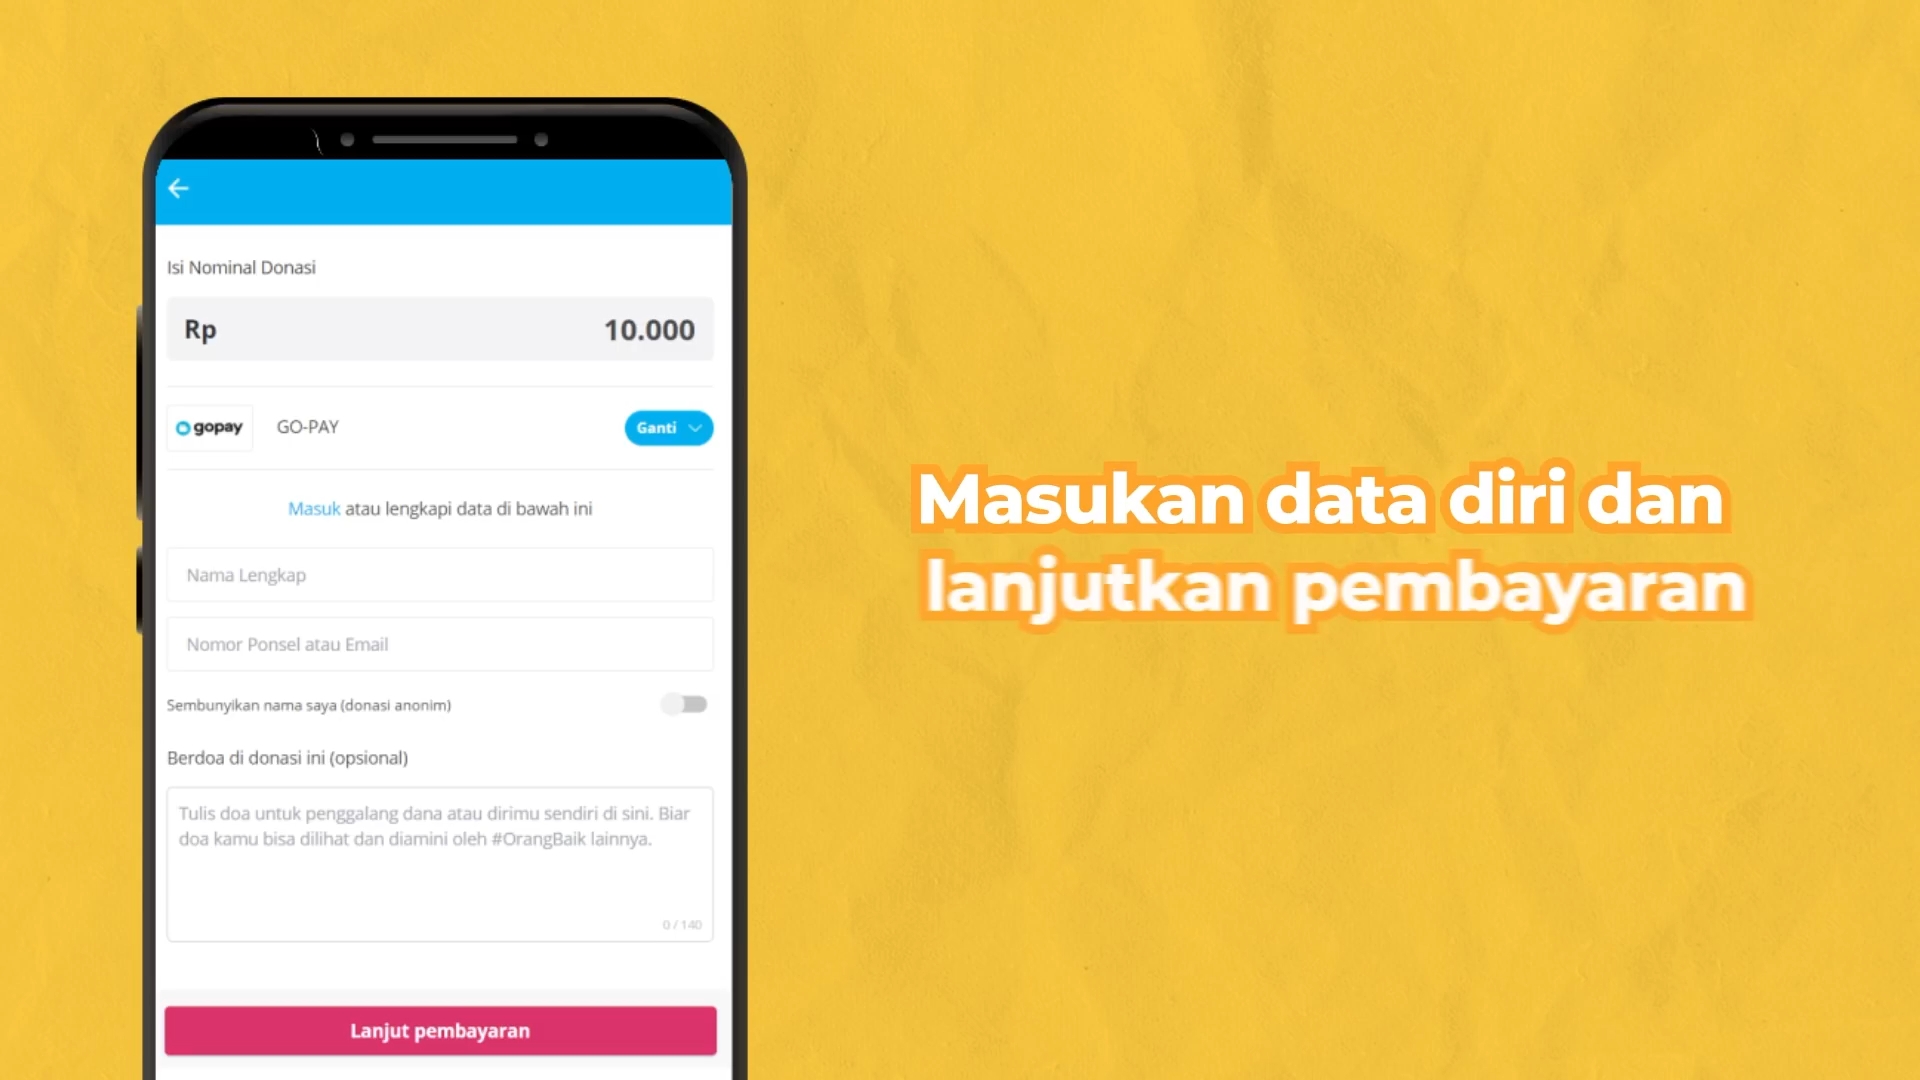 Isi Nominal Donasi
Rp 10.000
gopay GO-PAY Ganti
Masuk atau lengkapi data di bawah ini
Nama Lengkap
Nomor Ponsel atau Email
Sembunyikan nama saya (donasi anonim)
Berdoa di donasi ini (opsional)
Tulis doa untuk penggalang dana atau dirimu sendiri di sini. Biar
doa kamu bisa dilihat dan diamini oleh #OrangBaik lainnya.
0 / 140
Lanjut pembayaran
Masukan data diri dan
lanjutkan pembayaran